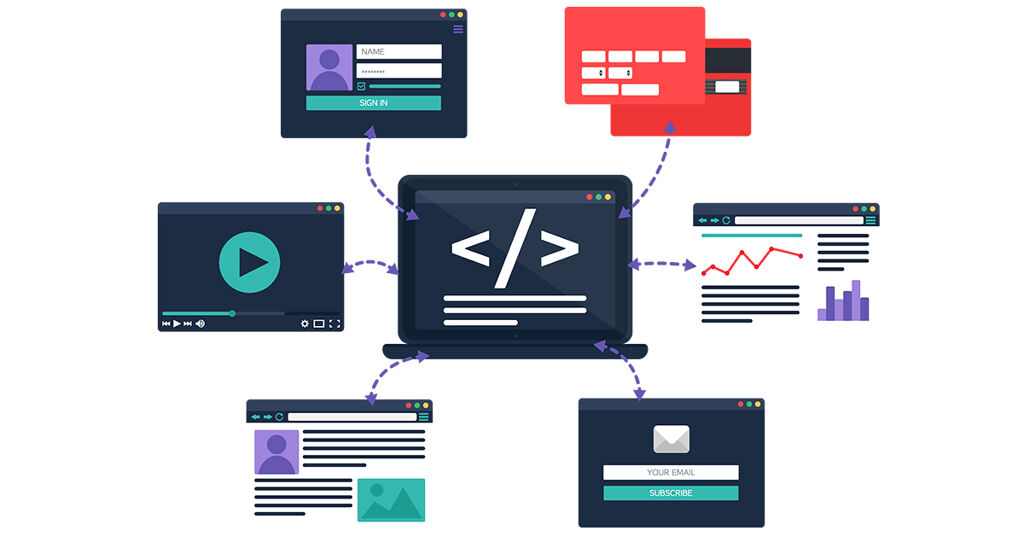 NAME
********
SIGN IN
</>
YOUR EMAIL
SUBSCRIBE